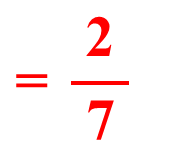 = 2/7